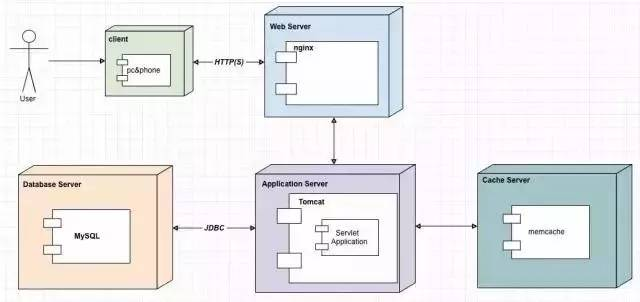 client
pc&phone
User
HTTP(S)
Web Server
nginx
Database Server
MySQL
JDBC
Application Server
Tomcat
Servlet
Application
Cache Server
memcache